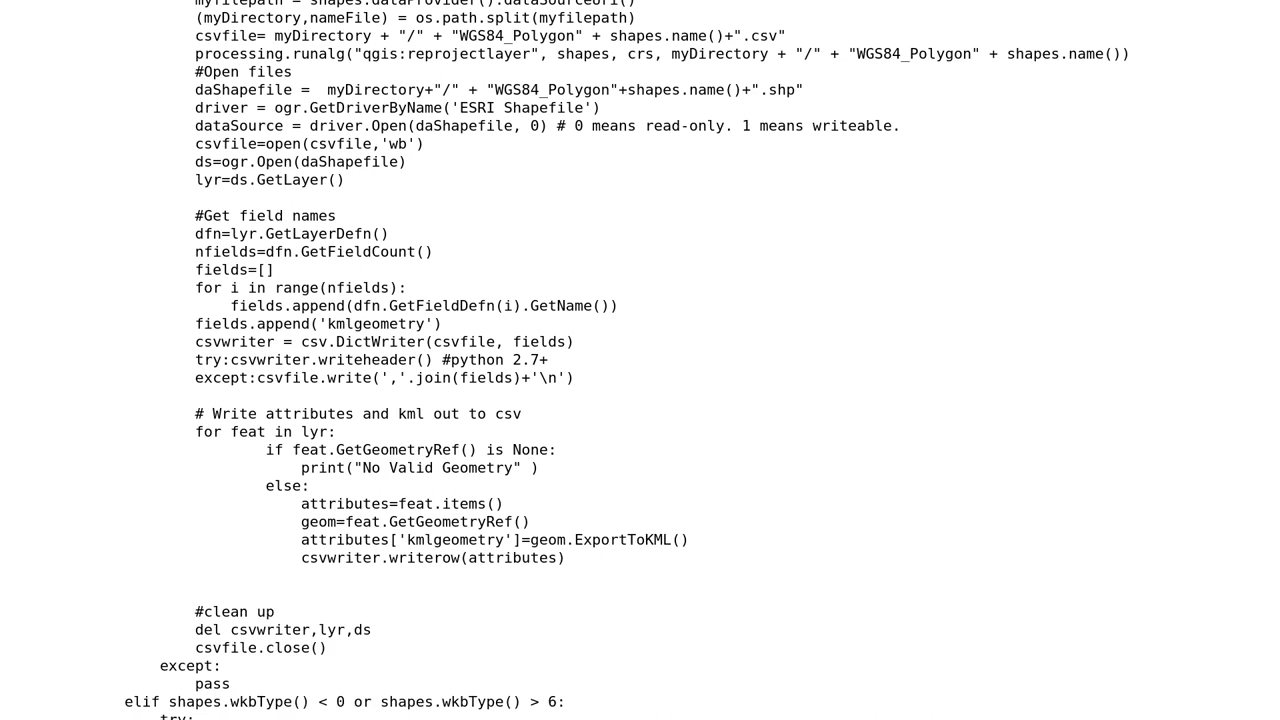 myfilepath = shapes.dataProvider().dataSourceUri()
(myDirectory,nameFile) = os.path.split(myfilepath)
csvfile= myDirectory + "/" + "WGS84_Polygon" + shapes.name()+".csv"
processing.runalg("qgis:reprojectlayer", shapes, crs, myDirectory + "/" + "WGS84_Polygon" + shapes.name())
#Open files
daShapefile =  myDirectory+"/" + "WGS84_Polygon"+shapes.name()+".shp"
driver = ogr.GetDriverByName('ESRI Shapefile')
dataSource = driver.Open(daShapefile, 0) # 0 means read-only. 1 means writeable.
csvfile=open(csvfile,'wb')
ds=ogr.Open(daShapefile)
lyr=ds.GetLayer()
#Get field names
dfn=lyr.GetLayerDefn()
nfields=dfn.GetFieldCount()
fields=[]
for i in range(nfields):
    fields.append(dfn.GetFieldDefn(i).GetName())
fields.append('kmlgeometry')
csvwriter = csv.DictWriter(csvfile, fields)
try:csvwriter.writeheader() #python 2.7+
except:csvfile.write(','.join(fields)+'\n')
# Write attributes and kml out to csv
for feat in lyr:
        if feat.GetGeometryRef() is None:
            print("No Valid Geometry" )
        else:
            attributes=feat.items()
            geom=feat.GetGeometryRef()
            attributes['kmlgeometry']=geom.ExportToKML()
            csvwriter.writerow(attributes)
#clean up
del csvwriter,lyr,ds
csvfile.close()
except:
pass
elif shapes.wkbType() < 0 or shapes.wkbType() > 6:
try: